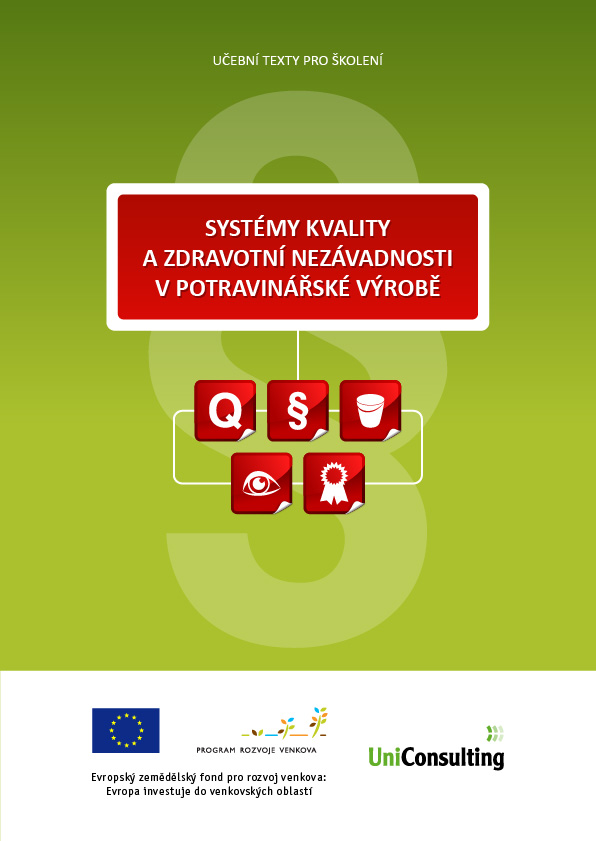 UČEBNÍ TEXTY PRO ŠKOLENÍ
SYSTÉMY KVALITY
A ZDRAVOTNÍ NEZÁVADNOSTI
V POTRAVINÁŘSKÉ VÝROBĚ
Q §
PROGRAM ROZVOJE VENKOVA
UniConsulting
Evropský zemědělský fond pro rozvoj venkova:
Evropa investuje do venkovských oblastí